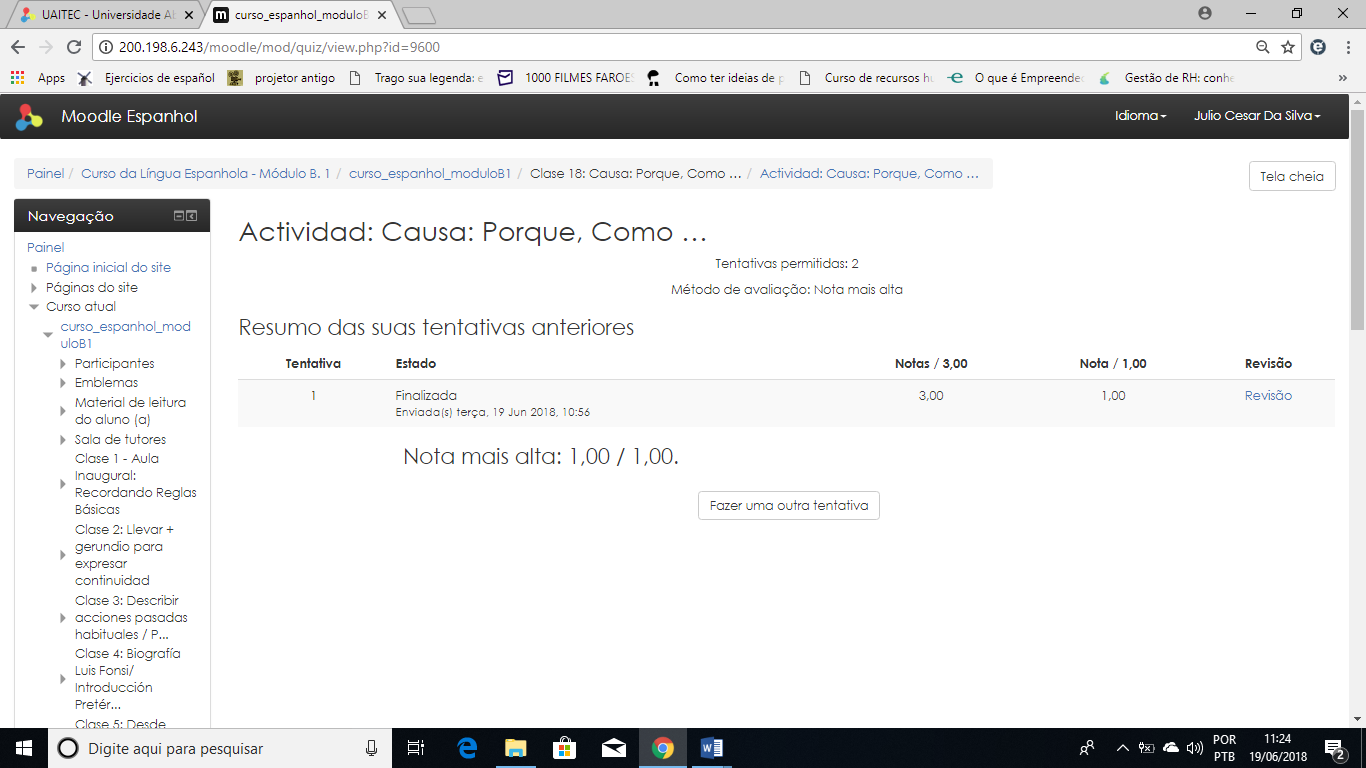 UAITEC - Universidade Ab
curso_espanhol_moduloB
200.198.6.243/moodle/mod/quiz/view.php?id=9600
Apps
Ejercicios de español
projetor antigo
Trago sua legenda: e
1000 FILMES FAROES
Como ter ideias de p
Curso de recursos hu
O que é Empreende
Gestão de RH: conhe
»
Moodle Espanhol
Idioma
Julio Cesar Da Silva
Painel / Curso da Língua Espanhola - Módulo B. 1 / curso_espanhol_moduloB1 / Clase 18: Causa: Porque, Como ... / Actividad: Causa: Porque, Como ...
Tela cheia
Navegação
Painel
Página inicial do site
Páginas do site
Curso atual
curso_espanhol_mod
uloB1
Participantes
Emblemas
Material de leitura
do aluno (a)
Sala de tutores
Clase 1 - Aula
Inaugural:
Recordando Reglas
Básicas
Clase 2: Llevar +
gerundio para
expresar
continuidad
Clase 3: Describir
acciones pasadas
habituales / P...
Clase 4: Biografía
Luis Fonsi/
Introducción
Pretér...
Clase 5: Desde
Actividad: Causa: Porque, Como ...
Tentativas permitidas: 2
Método de avaliação: Nota mais alta
Resumo das suas tentativas anteriores
Tentativa Estado Notas / 3,00 Nota / 1,00 Revisão
1 Finalizada 3,00 1,00 Revisão
Enviada(s) terça, 19 Jun 2018, 10:56
Nota mais alta: 1,00 / 1,00.
Fazer uma outra tentativa
Digite aqui para pesquisar
POR
PTB
11:24
19/06/2018
2